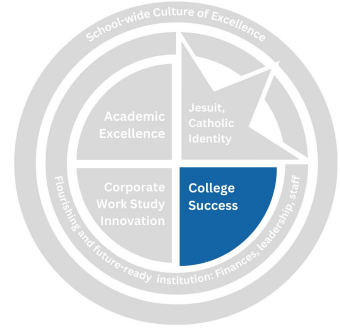 School-wide Culture of Excellence
Academic
Excellence
Jesuit,
Catholic
Identity
Corporate
Work Study
Innovation
College
Success
Flourishing and future-ready institution: Finances, leadership, staff